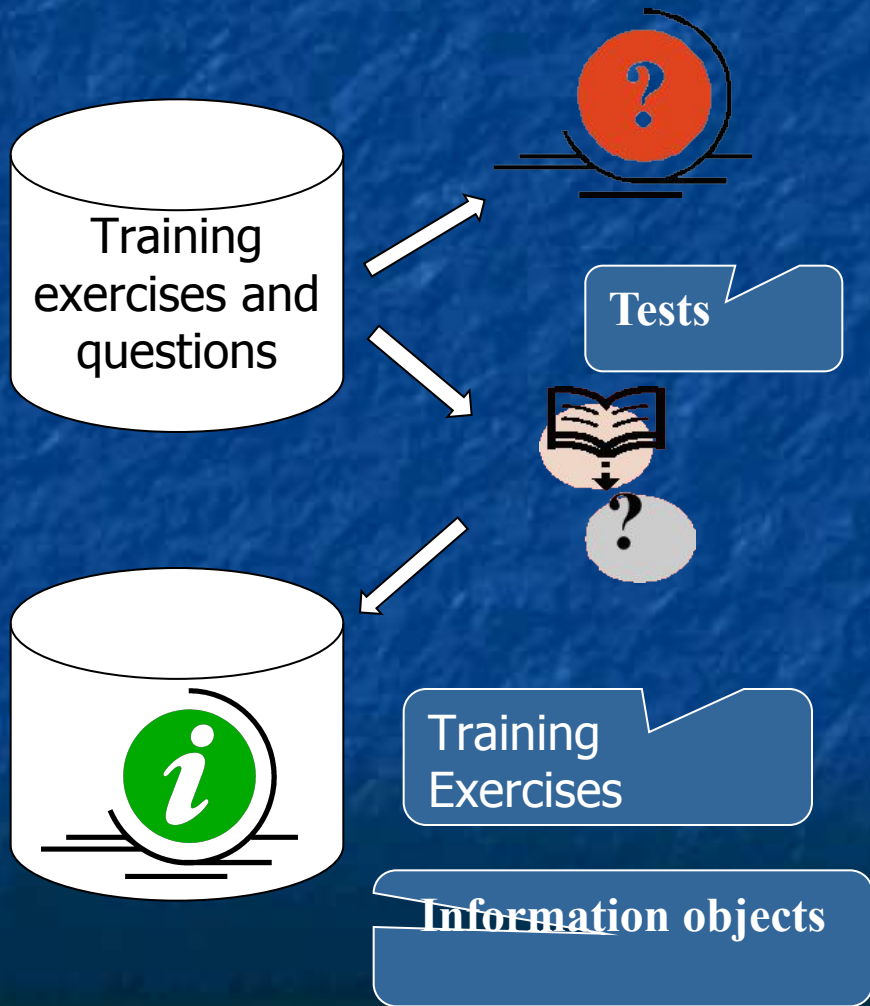 ?
Training
exercises and
questions
Tests
?
i
Training
Exercises
Information objects